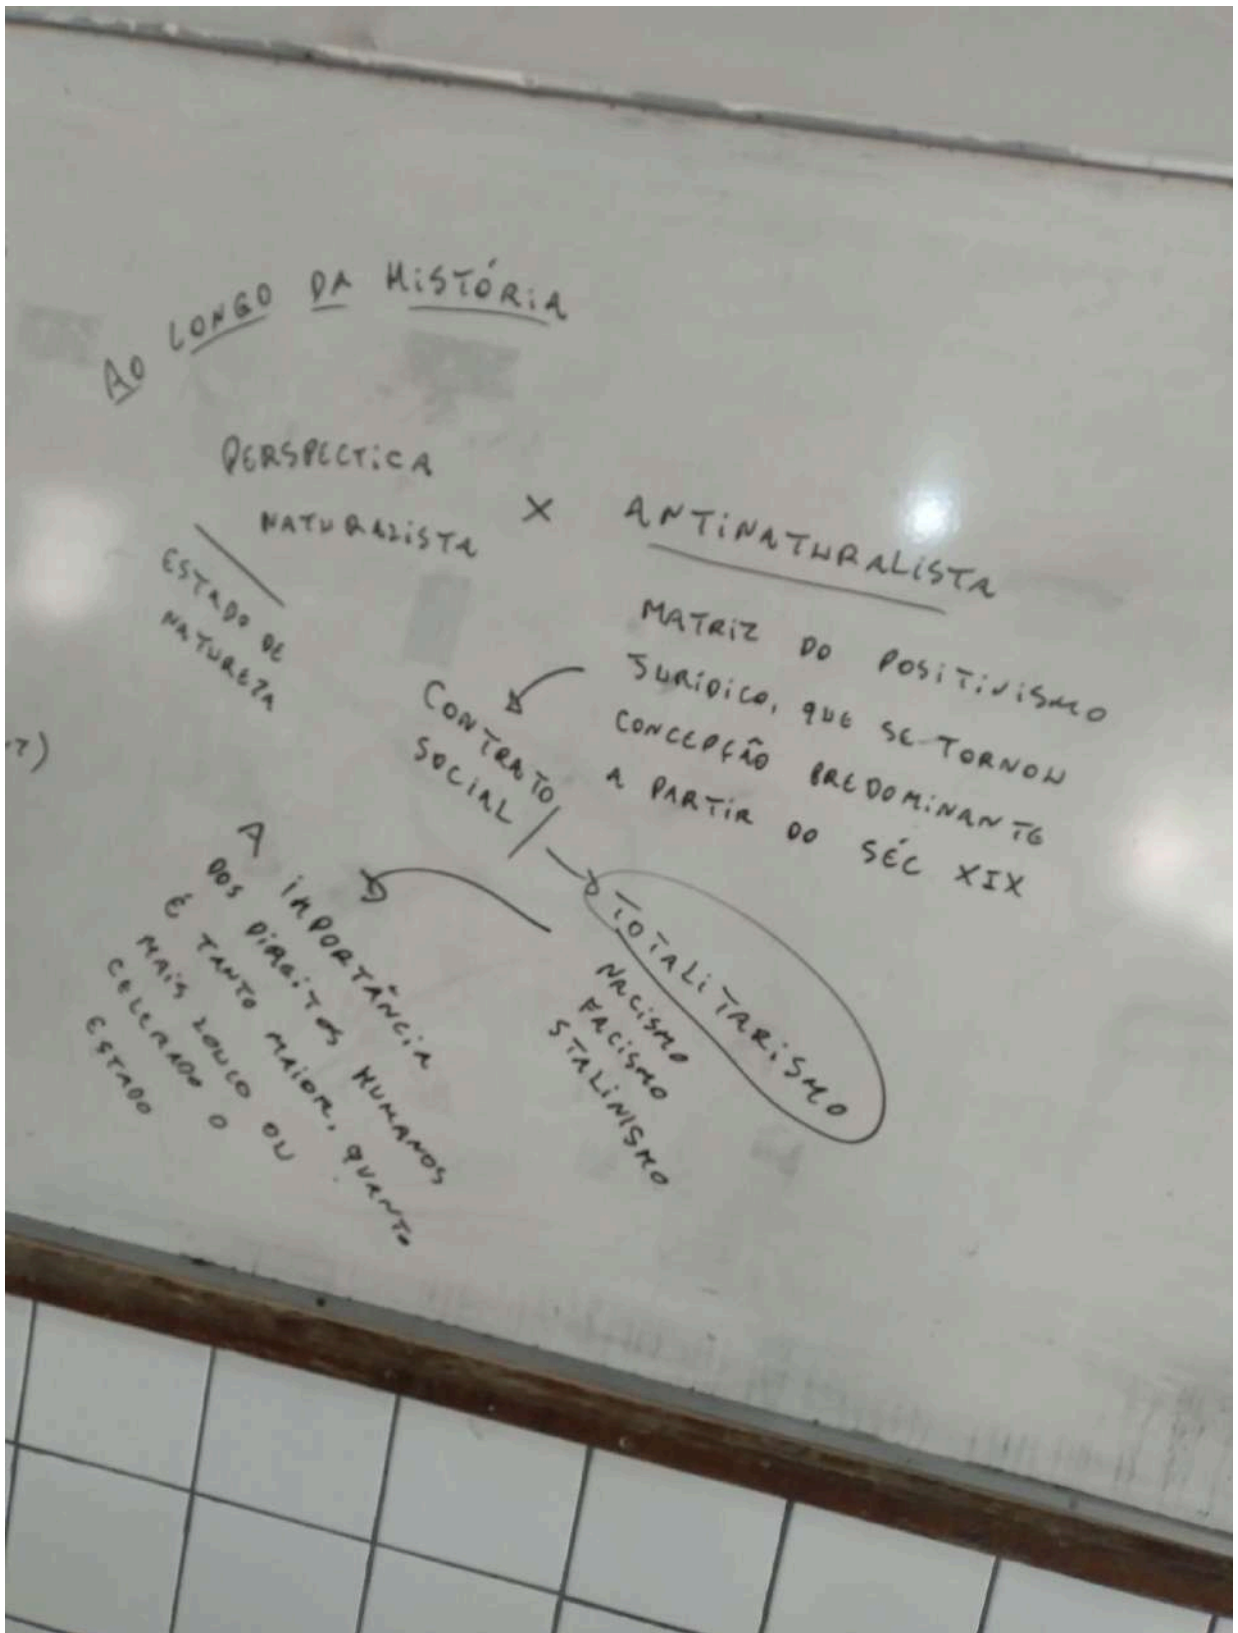 AO LONGO DA HISTÓRIA
PERSPECTICA
NATURALISTA
X
ANTINATURALISTA
ESTADO DE
NATUREZA
MATRIZ DO POSITIVISMO
JURÍDICO, QUE SE TORNOU
CONCEPÇÃO PREDOMINANTE
A PARTIR DO SÉC XIX
CONTRATO
SOCIAL
TOTALITARISMO
NACISMO
FACISMO
STALINISMO
A IMPORTÂNCIA
DOS DIREITOS HUMANOS
É TANTO MAIOR, QUANTO
MAIS LOUCO OU
CELERADO O
ESTADO